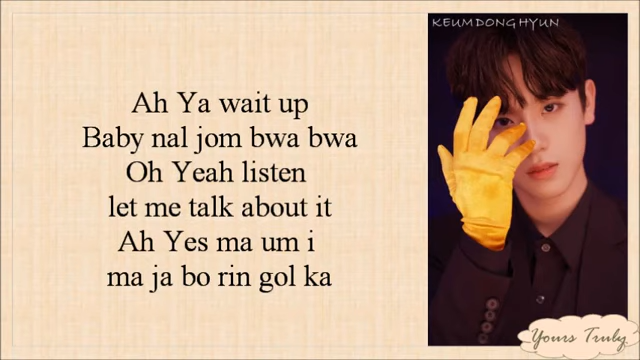 KEUMDONGHYUN
Ah Ya wait up
Baby nal jom bwa bwa
Oh Yeah listen
let me talk about it
Ah Yes ma um i
ma ja bo rin gol ka
Yours Truly